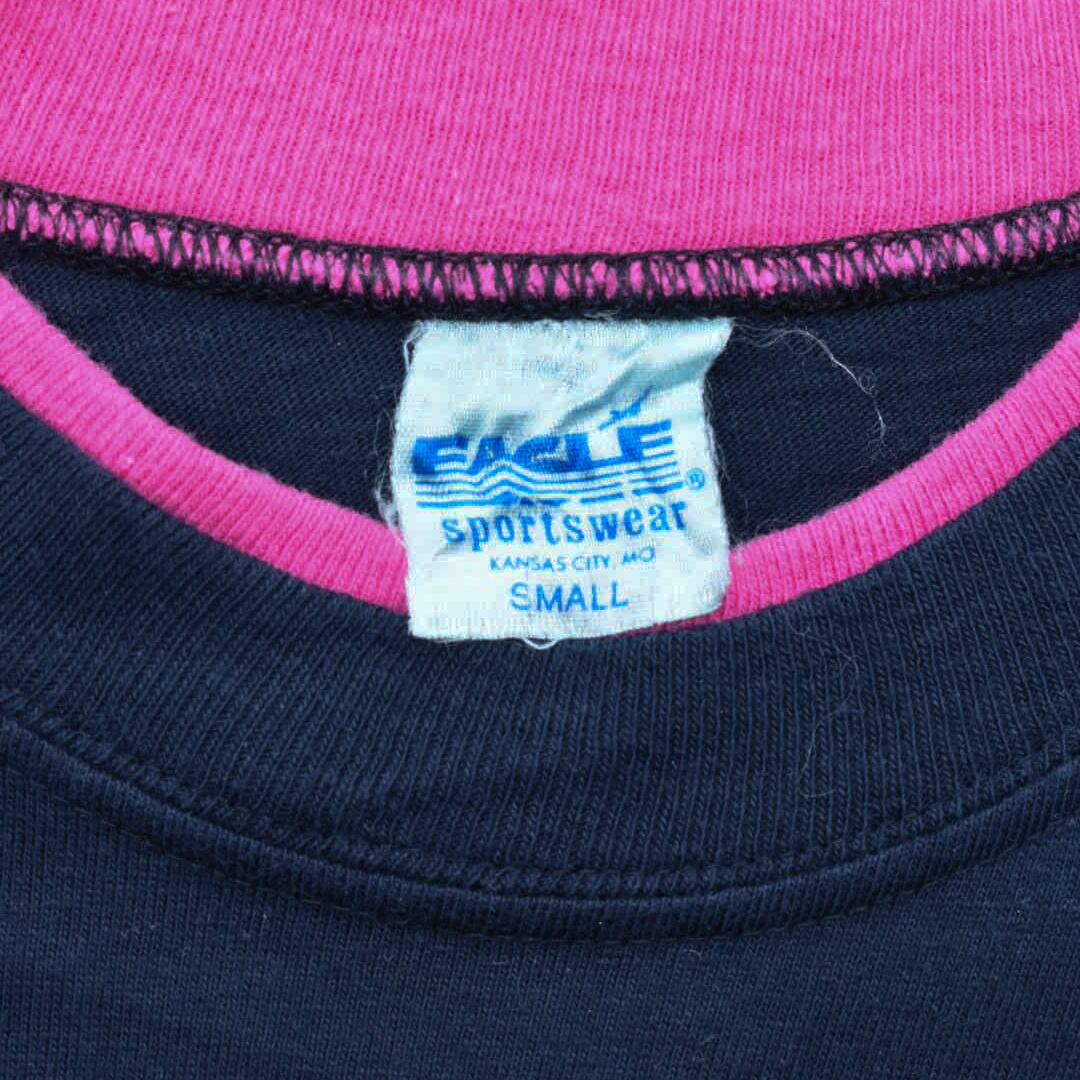 EAGLE ®
sportswear
KANSAS CITY, MO
SMALL